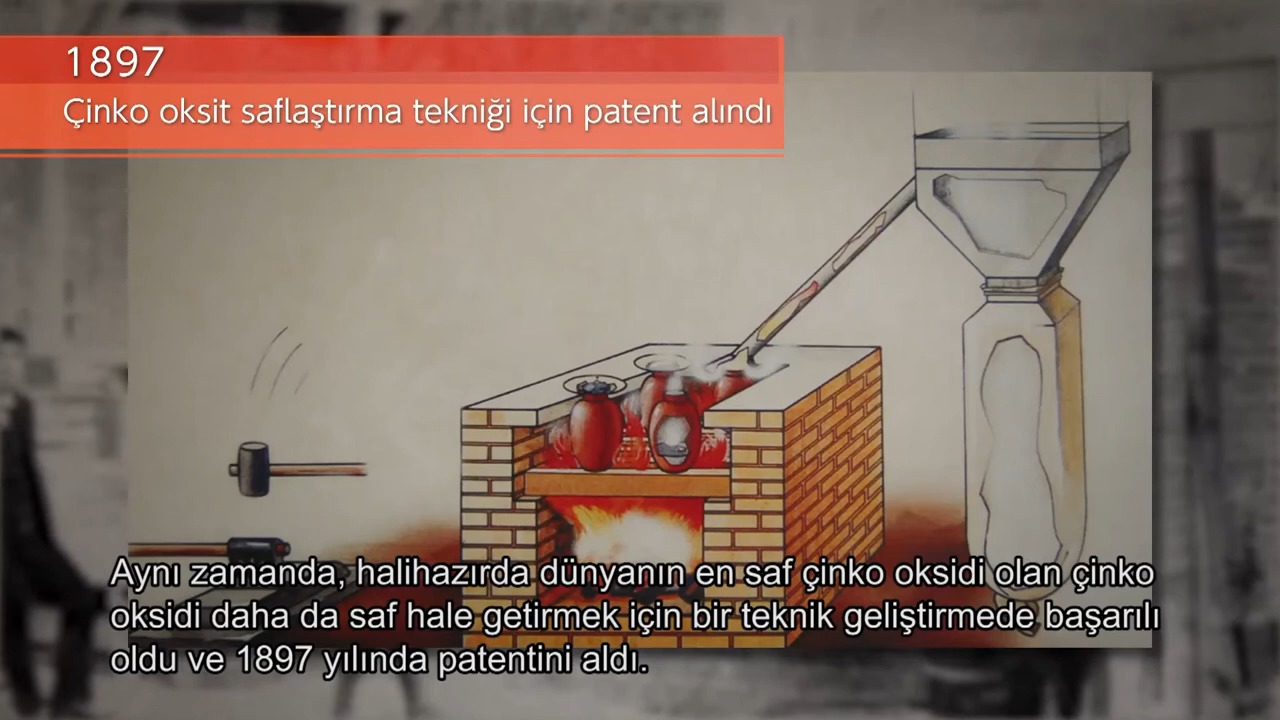 1897
Çinko oksit saflaştırma tekniği için patent alındı
Aynı zamanda, halihazırda dünyanın en saf çinko oksidi olan çinko
oksidi daha da saf hale getirmek için bir teknik geliştirmede başarılı
oldu ve 1897 yılında patentini aldı.